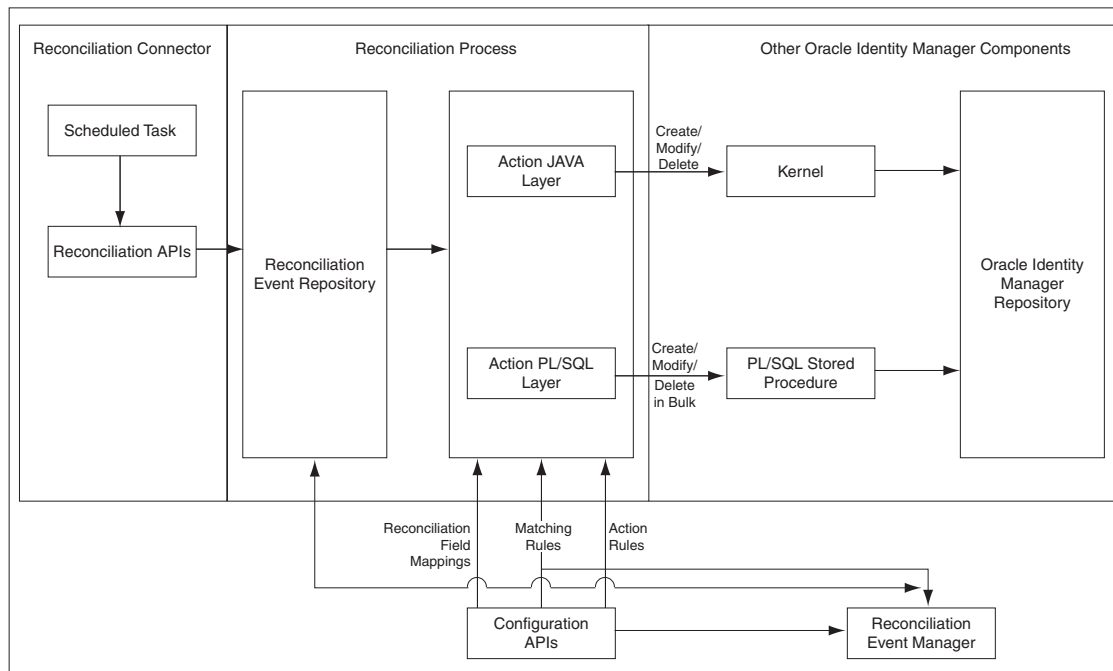 Reconciliation Connector
Reconciliation Process
Other Oracle Identity Manager Components
Scheduled Task
Reconciliation APIs
Reconciliation
Event Repository
Action JAVA
Layer
Action PL/SQL
Layer
Create/
Modify/
Delete
Kernel
Create/
Modify/
Delete
in Bulk
PL/SQL Stored
Procedure
Oracle Identity
Manager
Repository
Reconciliation
Field
Mappings
Matching
Rules
Action
Rules
Configuration
APIs
Reconciliation
Event Manager